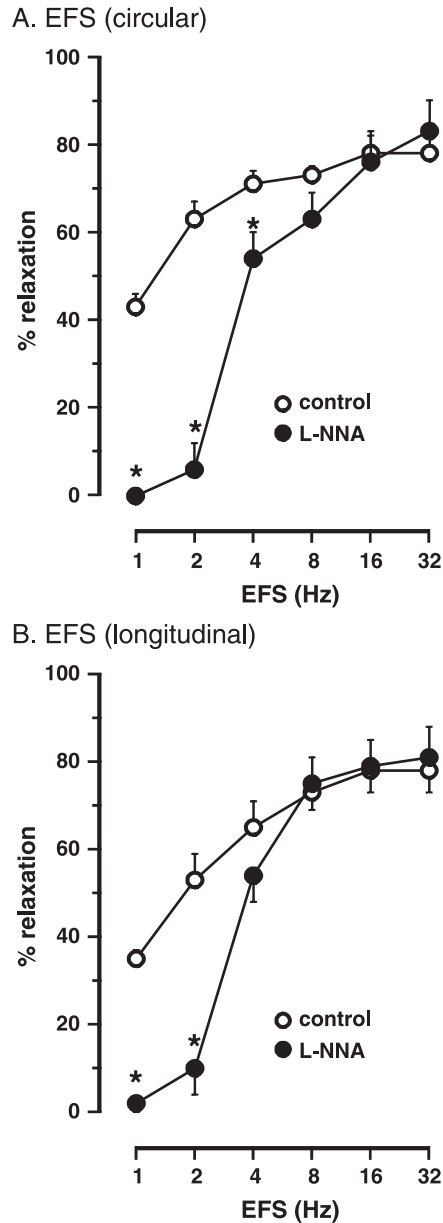 A. EFS (circular)
100
80
60
40
20
0
% relaxation
*
*
*
control
L-NNA
1 2 4 8 16 32
EFS (Hz)
B. EFS (longitudinal)
100
80
60
40
20
0
% relaxation
*
*
control
L-NNA
1 2 4 8 16 32
EFS (Hz)